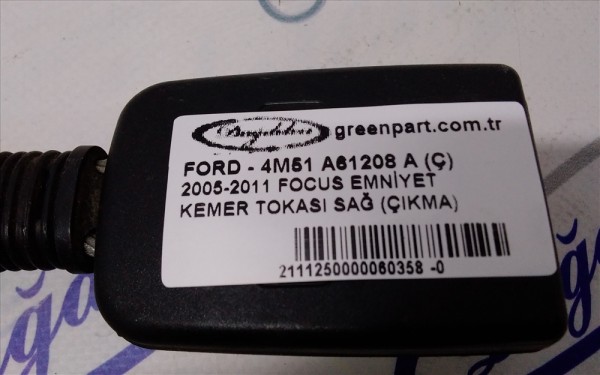 greenpart.com.tr
FORD - 4M51 A61208 A (Ç)
2005-2011 FOCUS EMNİYET
KEMER TOKASI SAĞ (ÇIKMA)
2111250000060358 -0